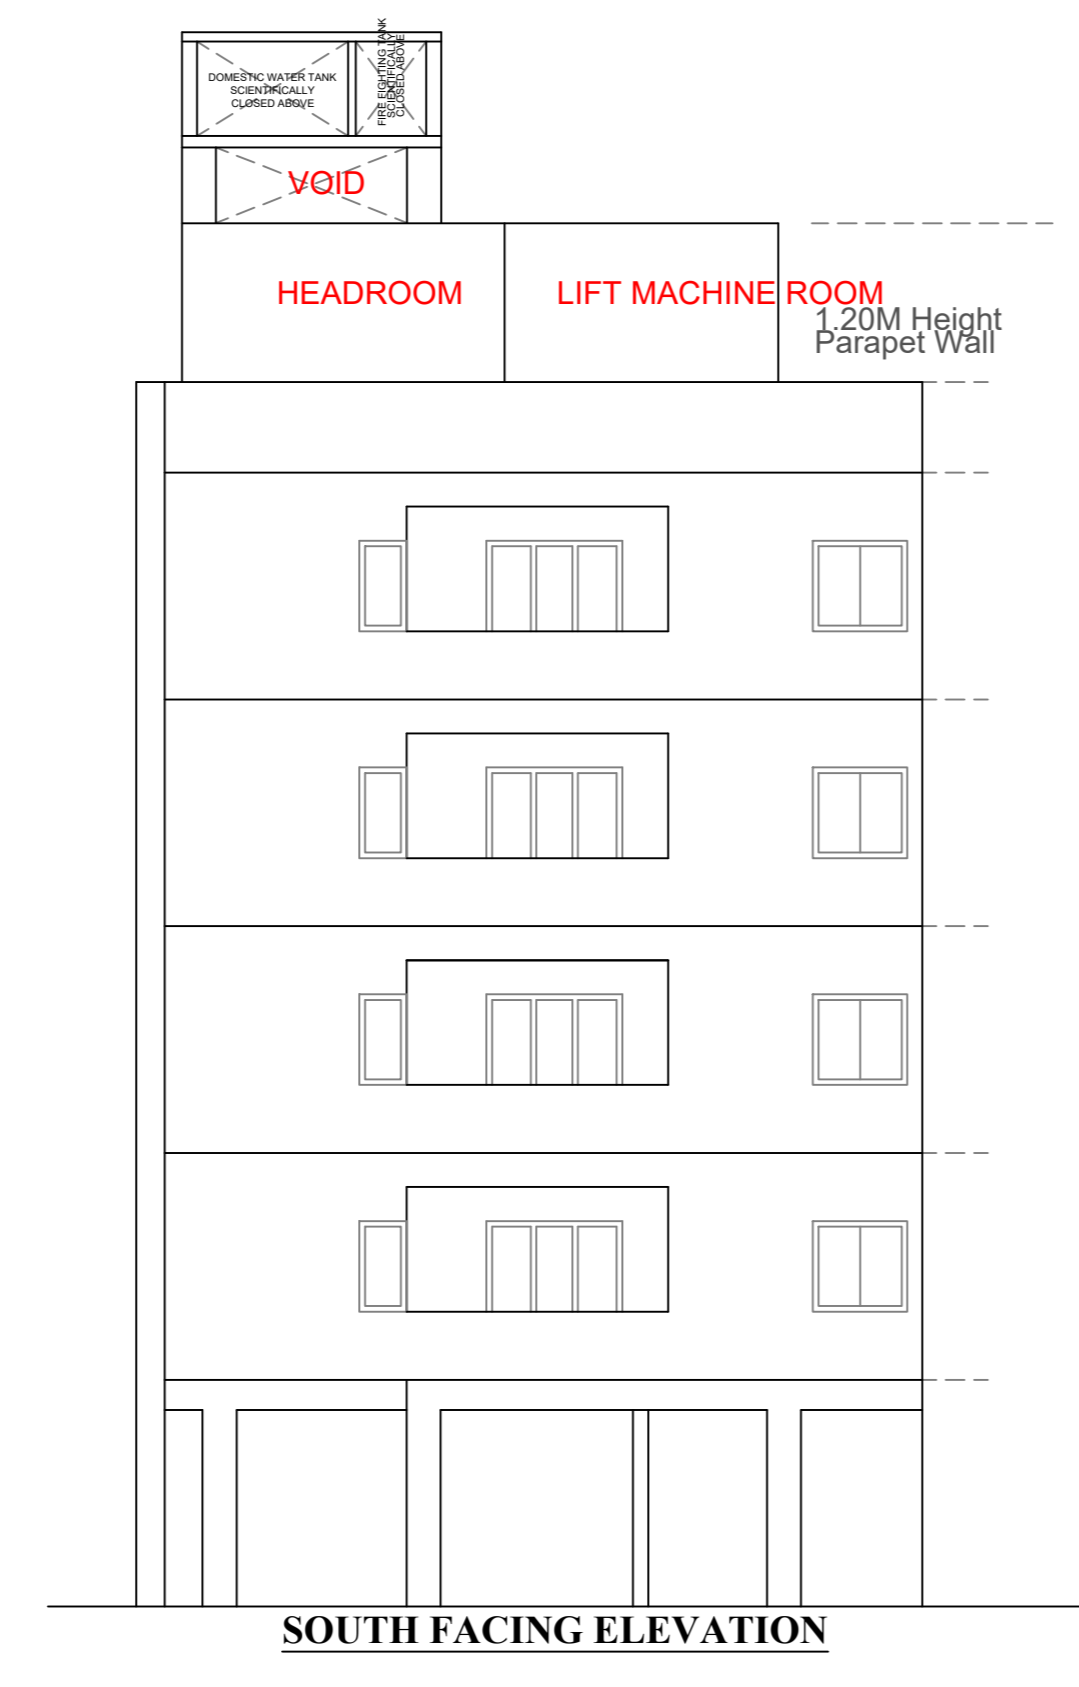 DOMESTIC WATER TANK
SCIENTIFICALLY
CLOSED ABOVE
FIRE FIGHTING TANK
SCIENTIFICALLY
CLOSED ABOVE
VOID
HEADROOM
LIFT MACHINE ROOM
1.20M Height
Parapet Wall
SOUTH FACING ELEVATION